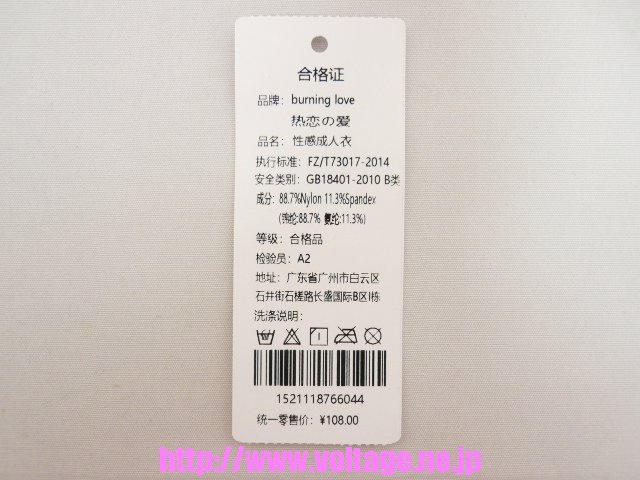 合格证
品牌：burning love
热恋の爱
品名：性感成人衣
执行标准：FZ/T73017-2014
安全类别：GB18401-2010 B类
成分：88.7%Nylon 11.3%Spandex
(锦纶:88.7% 氨纶:11.3%)
等级：合格品
检验员：A2
地址：广东省广州市白云区
石井街石槎路长盛国际B区I栋
洗涤说明：
1521118766044
统一零售价：¥108.00
http://www.voltage.ne.jp